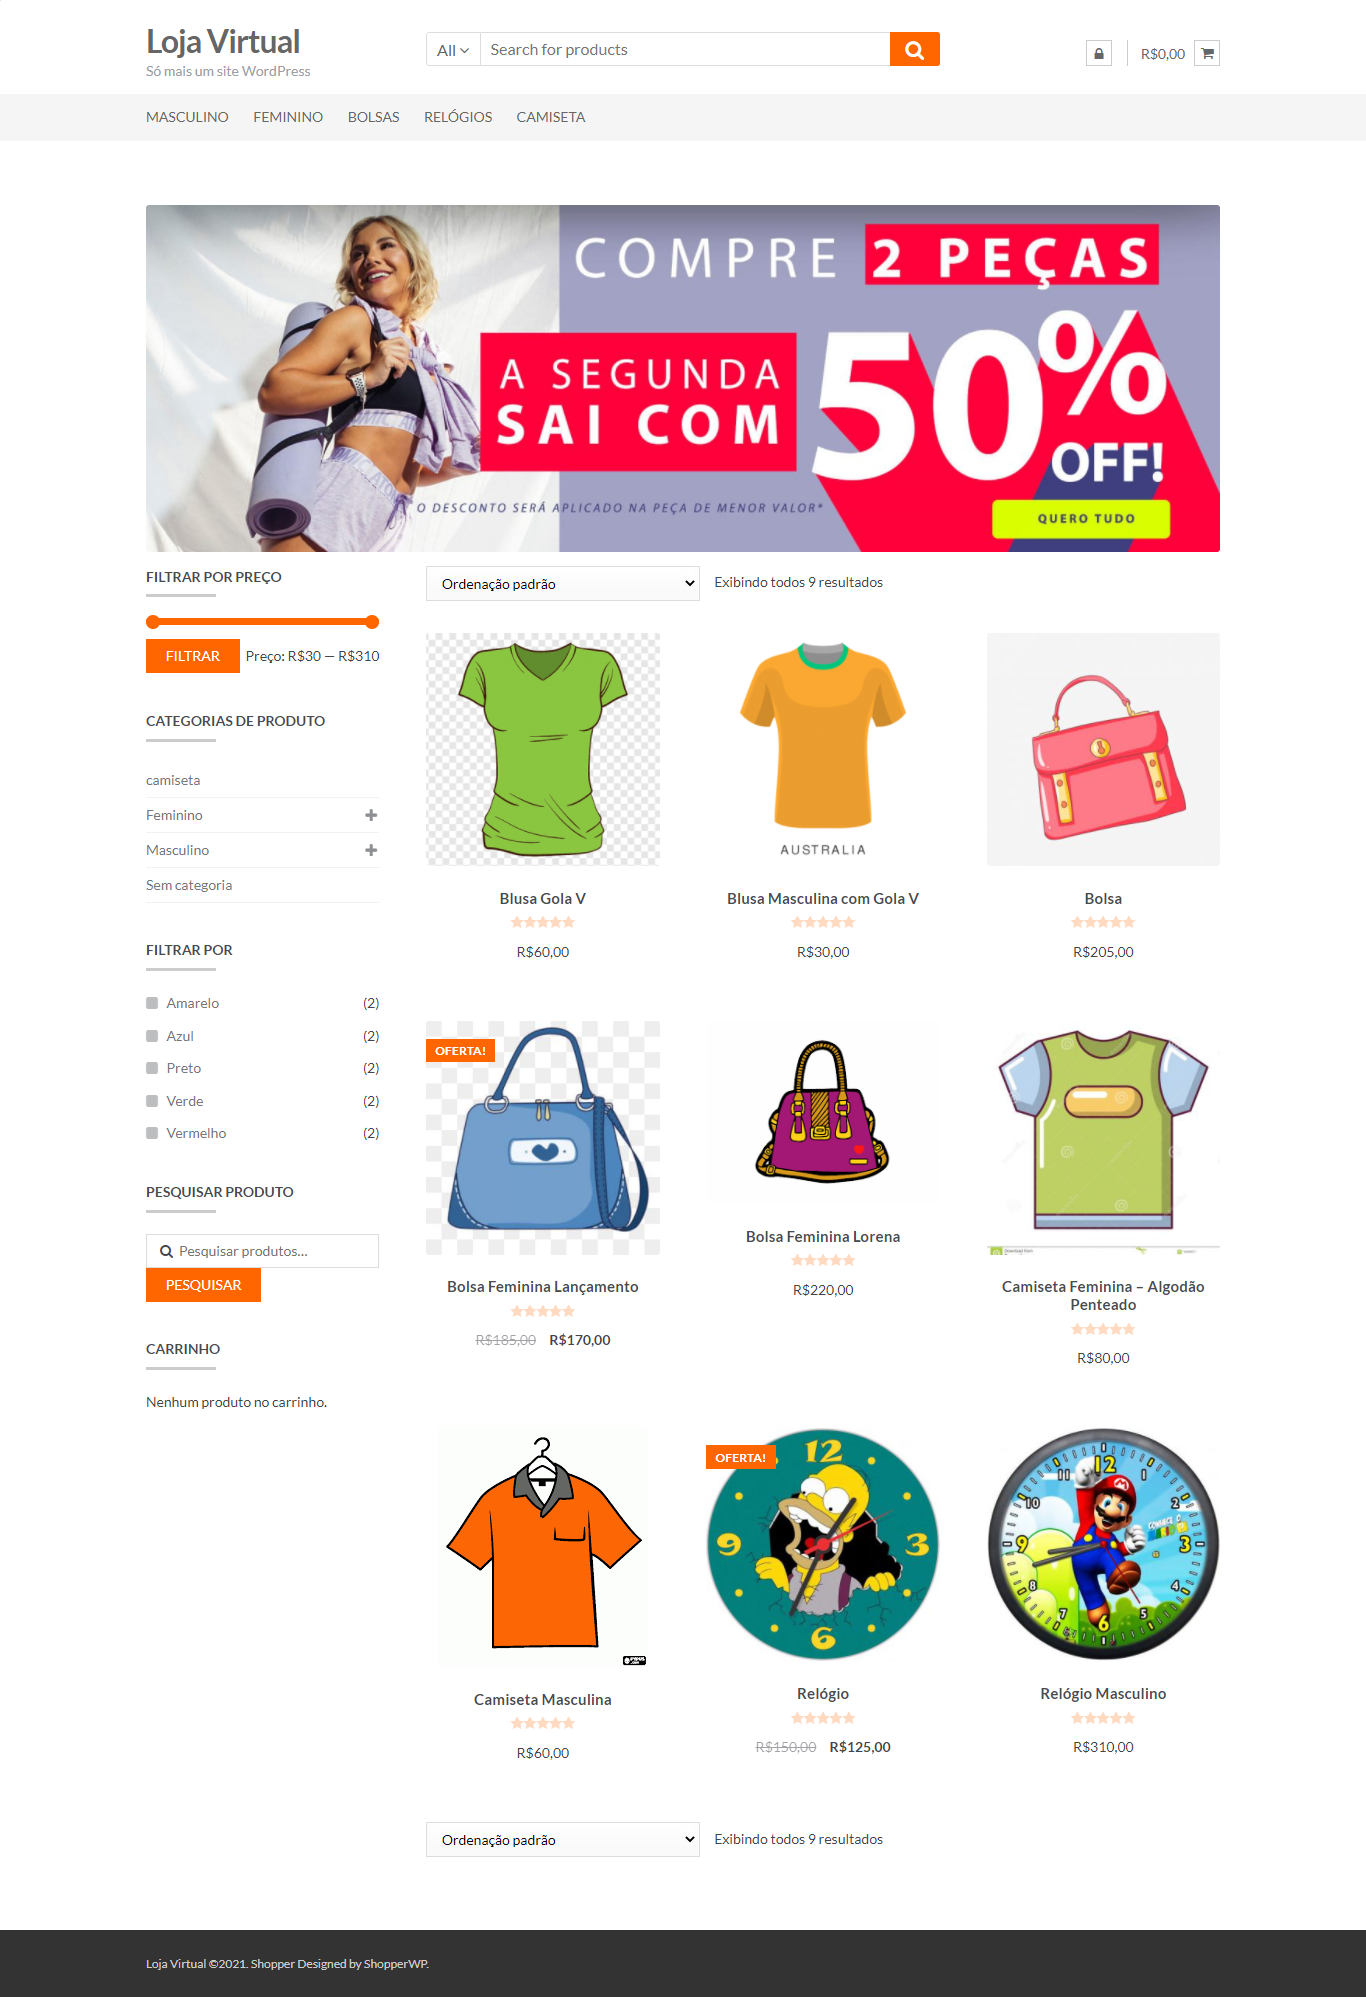 Loja Virtual
Só mais um site WordPress
All
Search for products
R$0,00
MASCULINO FEMININO BOLSAS RELÓGIOS CAMISETA
COMPRE 2 PEÇAS
A SEGUNDA
SAI COM
50%
OFF!
O DESCONTO SERÁ APLICADO NA PEÇA DE MENOR VALOR*
QUERO TUDO
FILTRAR POR PREÇO
FILTRAR Preço: R$30 — R$310
CATEGORIAS DE PRODUTO
camiseta
Feminino
Masculino
Sem categoria
FILTRAR POR
Amarelo (2)
Azul (2)
Preto (2)
Verde (2)
Vermelho (2)
PESQUISAR PRODUTO
Pesquisar produtos...
PESQUISAR
CARRINHO
Nenhum produto no carrinho.
Ordenação padrão Exibindo todos 9 resultados
AUSTRALIA
Blusa Gola V
R$60,00
Blusa Masculina com Gola V
R$30,00
Bolsa
R$205,00
OFERTA!
Bolsa Feminina Lançamento
R$185,00 R$170,00
Bolsa Feminina Lorena
R$220,00
Camiseta Feminina – Algodão
Penteado
R$80,00
Camiseta Masculina
R$60,00
OFERTA!
12
9 3
6
Relógio
R$150,00 R$125,00
12
10 2
9 3
8 4
7 5
6
Relógio Masculino
R$310,00
Ordenação padrão Exibindo todos 9 resultados
Loja Virtual ©2021. Shopper Designed by ShopperWP.